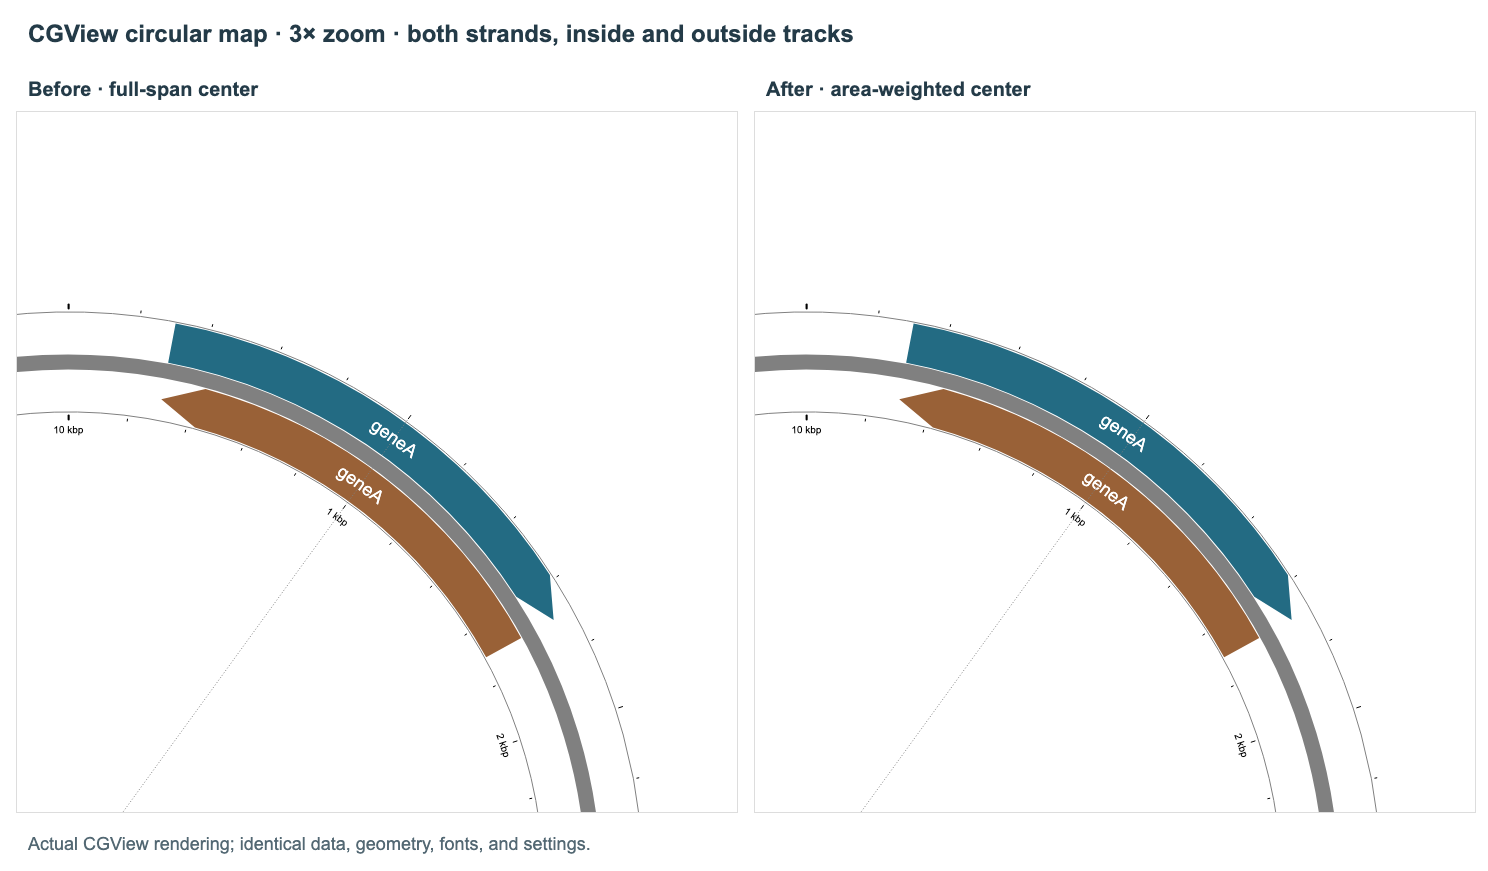 CGView circular map · 3× zoom · both strands, inside and outside tracks
Before · full-span center
10 kbp
geneA
geneA
1 kbp
2 kbp
After · area-weighted center
10 kbp
geneA
geneA
1 kbp
2 kbp
Actual CGView rendering; identical data, geometry, fonts, and settings.